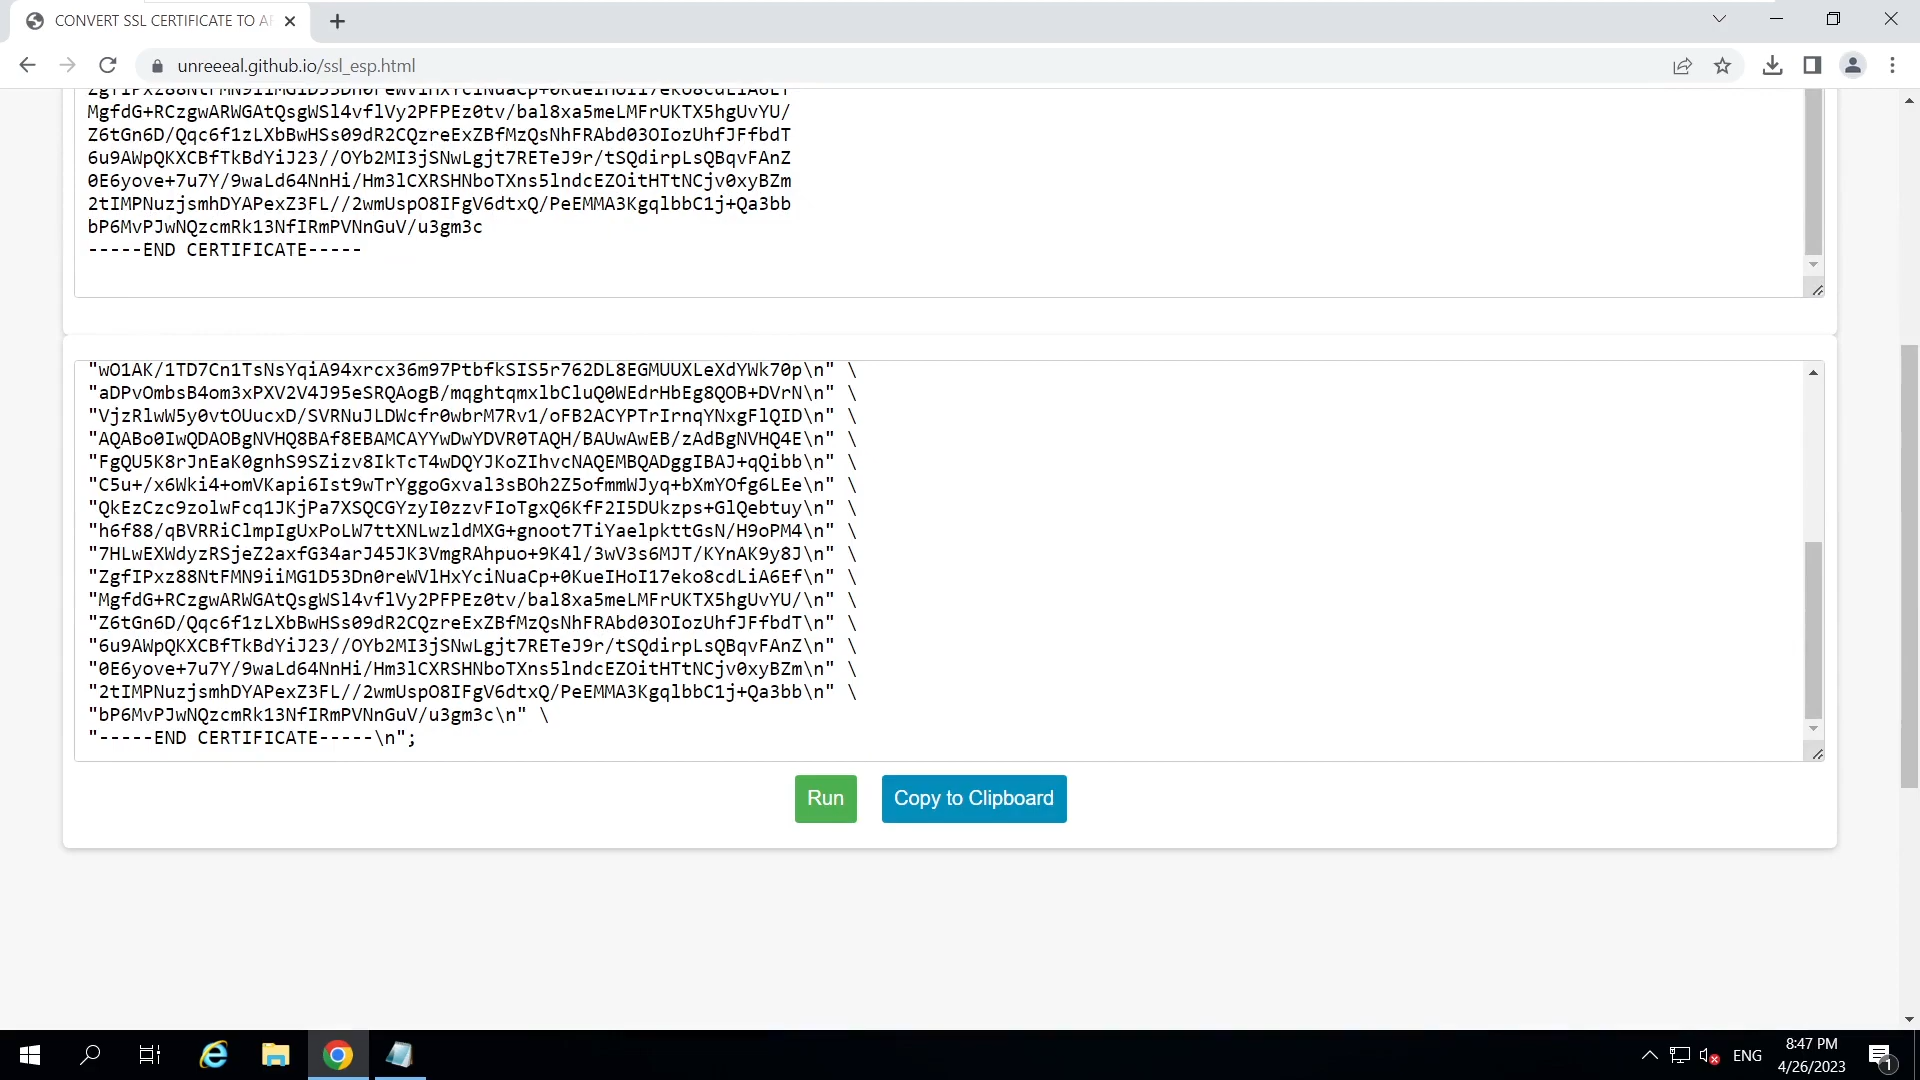 CONVERT SSL CERTIFICATE TO AR
unreeeal.github.io/ssl_esp.html
MgfdG+RCzgwARWGAtQsgWSl4vflVy2PFPEz0tv/bal8xa5meLMFrUKTX5hgUvYU/
Z6tGn6D/Qqc6f1zLXbBwHSs09dR2CQzreExZBfMzQsNhFRAbd03OIozUhfJFfbdT
6u9AWpQKXCBfTkBdYiJ23//OYb2MI3jSNwLgjt7RETeJ9r/tSQdirpLsQBqvFAnZ
0E6yove+7u7Y/9waLd64NnHi/Hm3lCXRSHNboTXns5lndcEZOitHTtNCjv0xyBZm
2tIMPNuzjsmhDYAPexZ3FL//2wmUspO8IFgV6dtxQ/PeEMMA3KgqlbbC1j+Qa3bb
bP6MvPJwNQzcmRk13NfIRmPVNnGuV/u3gm3c
-----END CERTIFICATE-----
"wO1AK/1TD7Cn1TsNsYqiA94xrcx36m97PtbfkSIS5r762DL8EGMUUXLeXdYWk70p\n" \
"aDPvOmbsB4om3xPXV2V4J95eSRQAogB/mqghtqmxlbCluQ0WEdrHbEg8QOB+DVrN\n" \
"VjzRlwW5y0vtOUucxD/SVRNuJLDWcfr0wbrM7Rv1/oFB2ACYPTrIrnqYNxgFlQID\n" \
"AQABo0IwQDAOBgNVHQ8BAf8EBAMCAYYwDwYDVR0TAQH/BAUwAwEB/zAdBgNVHQ4E\n" \
"FgQU5K8rJnEaK0gnhS9SZizv8IkTcT4wDQYJKoZIhvcNAQEMBQADggIBAJ+qQibb\n" \
"C5u+/x6Wki4+omVKapi6Ist9wTrYggoGxval3sBOh2Z5ofmmWJyq+bXmYOfg6LEe\n" \
"QkEzCzc9zolwFcq1JKjPa7XSQCGYzyI0zzvFIoTgxQ6KfF2I5DUkzps+GlQebtuy\n" \
"h6f88/qBVRRiClmpIgUxPoLW7ttXNLwzldMXG+gnoot7TiYaelpkttGsN/H9oPM4\n" \
"7HLwEXWdyzRSjeZ2axfG34arJ45JK3VmgRAhpuo+9K4l/3wV3s6MJT/KYnAK9y8J\n" \
"ZgfIPxz88NtFMN9iiMG1D53Dn0reWVlHxYciNuaCp+0KueIHoI17eko8cdLiA6Ef\n" \
"MgfdG+RCzgwARWGAtQsgWSl4vflVy2PFPEz0tv/bal8xa5meLMFrUKTX5hgUvYU/\n" \
"Z6tGn6D/Qqc6f1zLXbBwHSs09dR2CQzreExZBfMzQsNhFRAbd03OIozUhfJFfbdT\n" \
"6u9AWpQKXCBfTkBdYiJ23//OYb2MI3jSNwLgjt7RETeJ9r/tSQdirpLsQBqvFAnZ\n" \
"0E6yove+7u7Y/9waLd64NnHi/Hm3lCXRSHNboTXns5lndcEZOitHTtNCjv0xyBZm\n" \
"2tIMPNuzjsmhDYAPexZ3FL//2wmUspO8IFgV6dtxQ/PeEMMA3KgqlbbC1j+Qa3bb\n" \
"bP6MvPJwNQzcmRk13NfIRmPVNnGuV/u3gm3c\n" \
"-----END CERTIFICATE-----\n";
Run
Copy to Clipboard
ENG
8:47 PM
4/26/2023
1